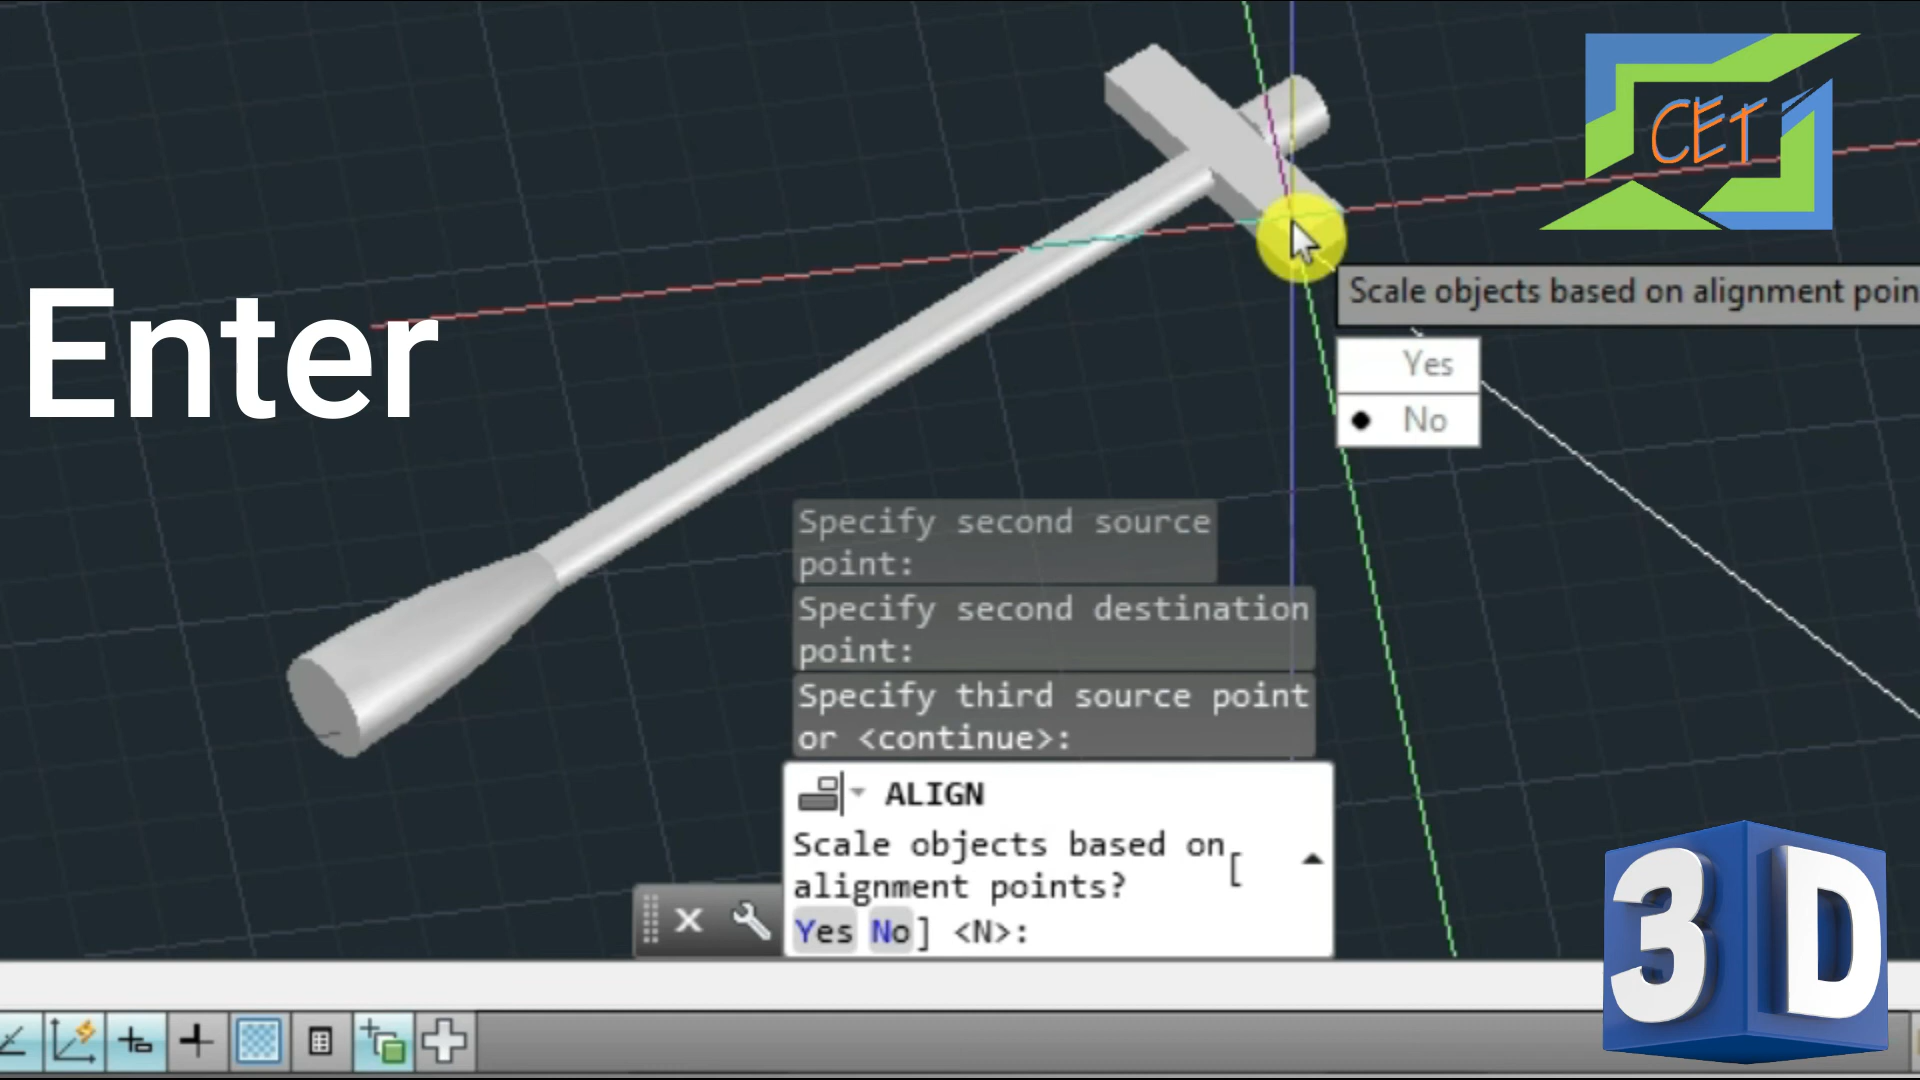 CET
Enter
Scale objects based on alignment poin
Yes
No
Specify second source
point:
Specify second destination
point:
Specify third source point
or <continue>:
ALIGN
Scale objects based on [
alignment points?
Yes No] <N>:
3D